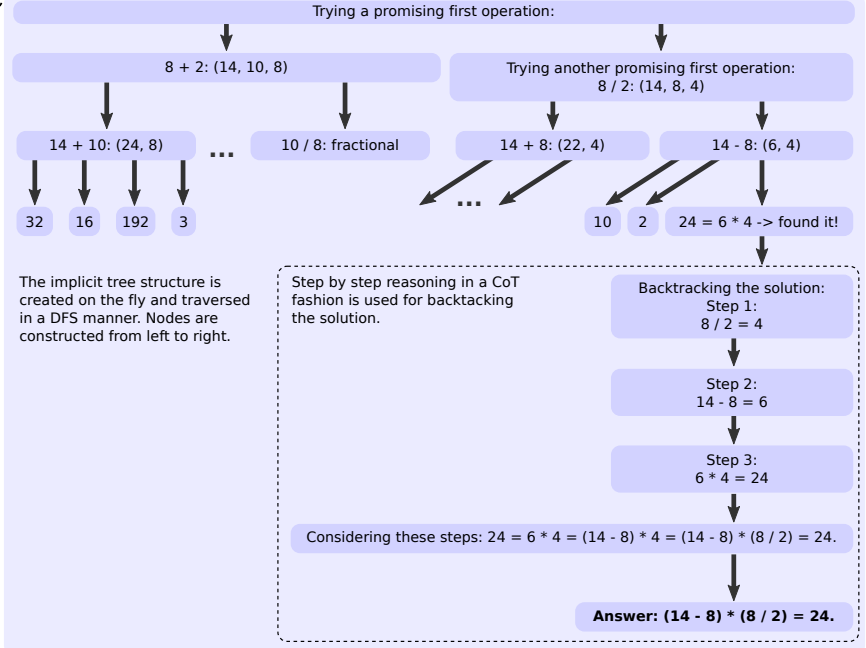 Trying a promising first operation:
8 + 2: (14, 10, 8)
Trying another promising first operation:
8 / 2: (14, 8, 4)
14 + 10: (24, 8)
...
10 / 8: fractional
14 + 8: (22, 4)
14 - 8: (6, 4)
32
16
192
3
...
10
2
24 = 6 * 4 -> found it!
The implicit tree structure is
created on the fly and traversed
in a DFS manner. Nodes are
constructed from left to right.
Step by step reasoning in a CoT
fashion is used for backtacking
the solution.
Backtracking the solution:
Step 1:
8 / 2 = 4
Step 2:
14 - 8 = 6
Step 3:
6 * 4 = 24
Considering these steps: 24 = 6 * 4 = (14 - 8) * 4 = (14 - 8) * (8 / 2) = 24.
Answer: (14 - 8) * (8 / 2) = 24.